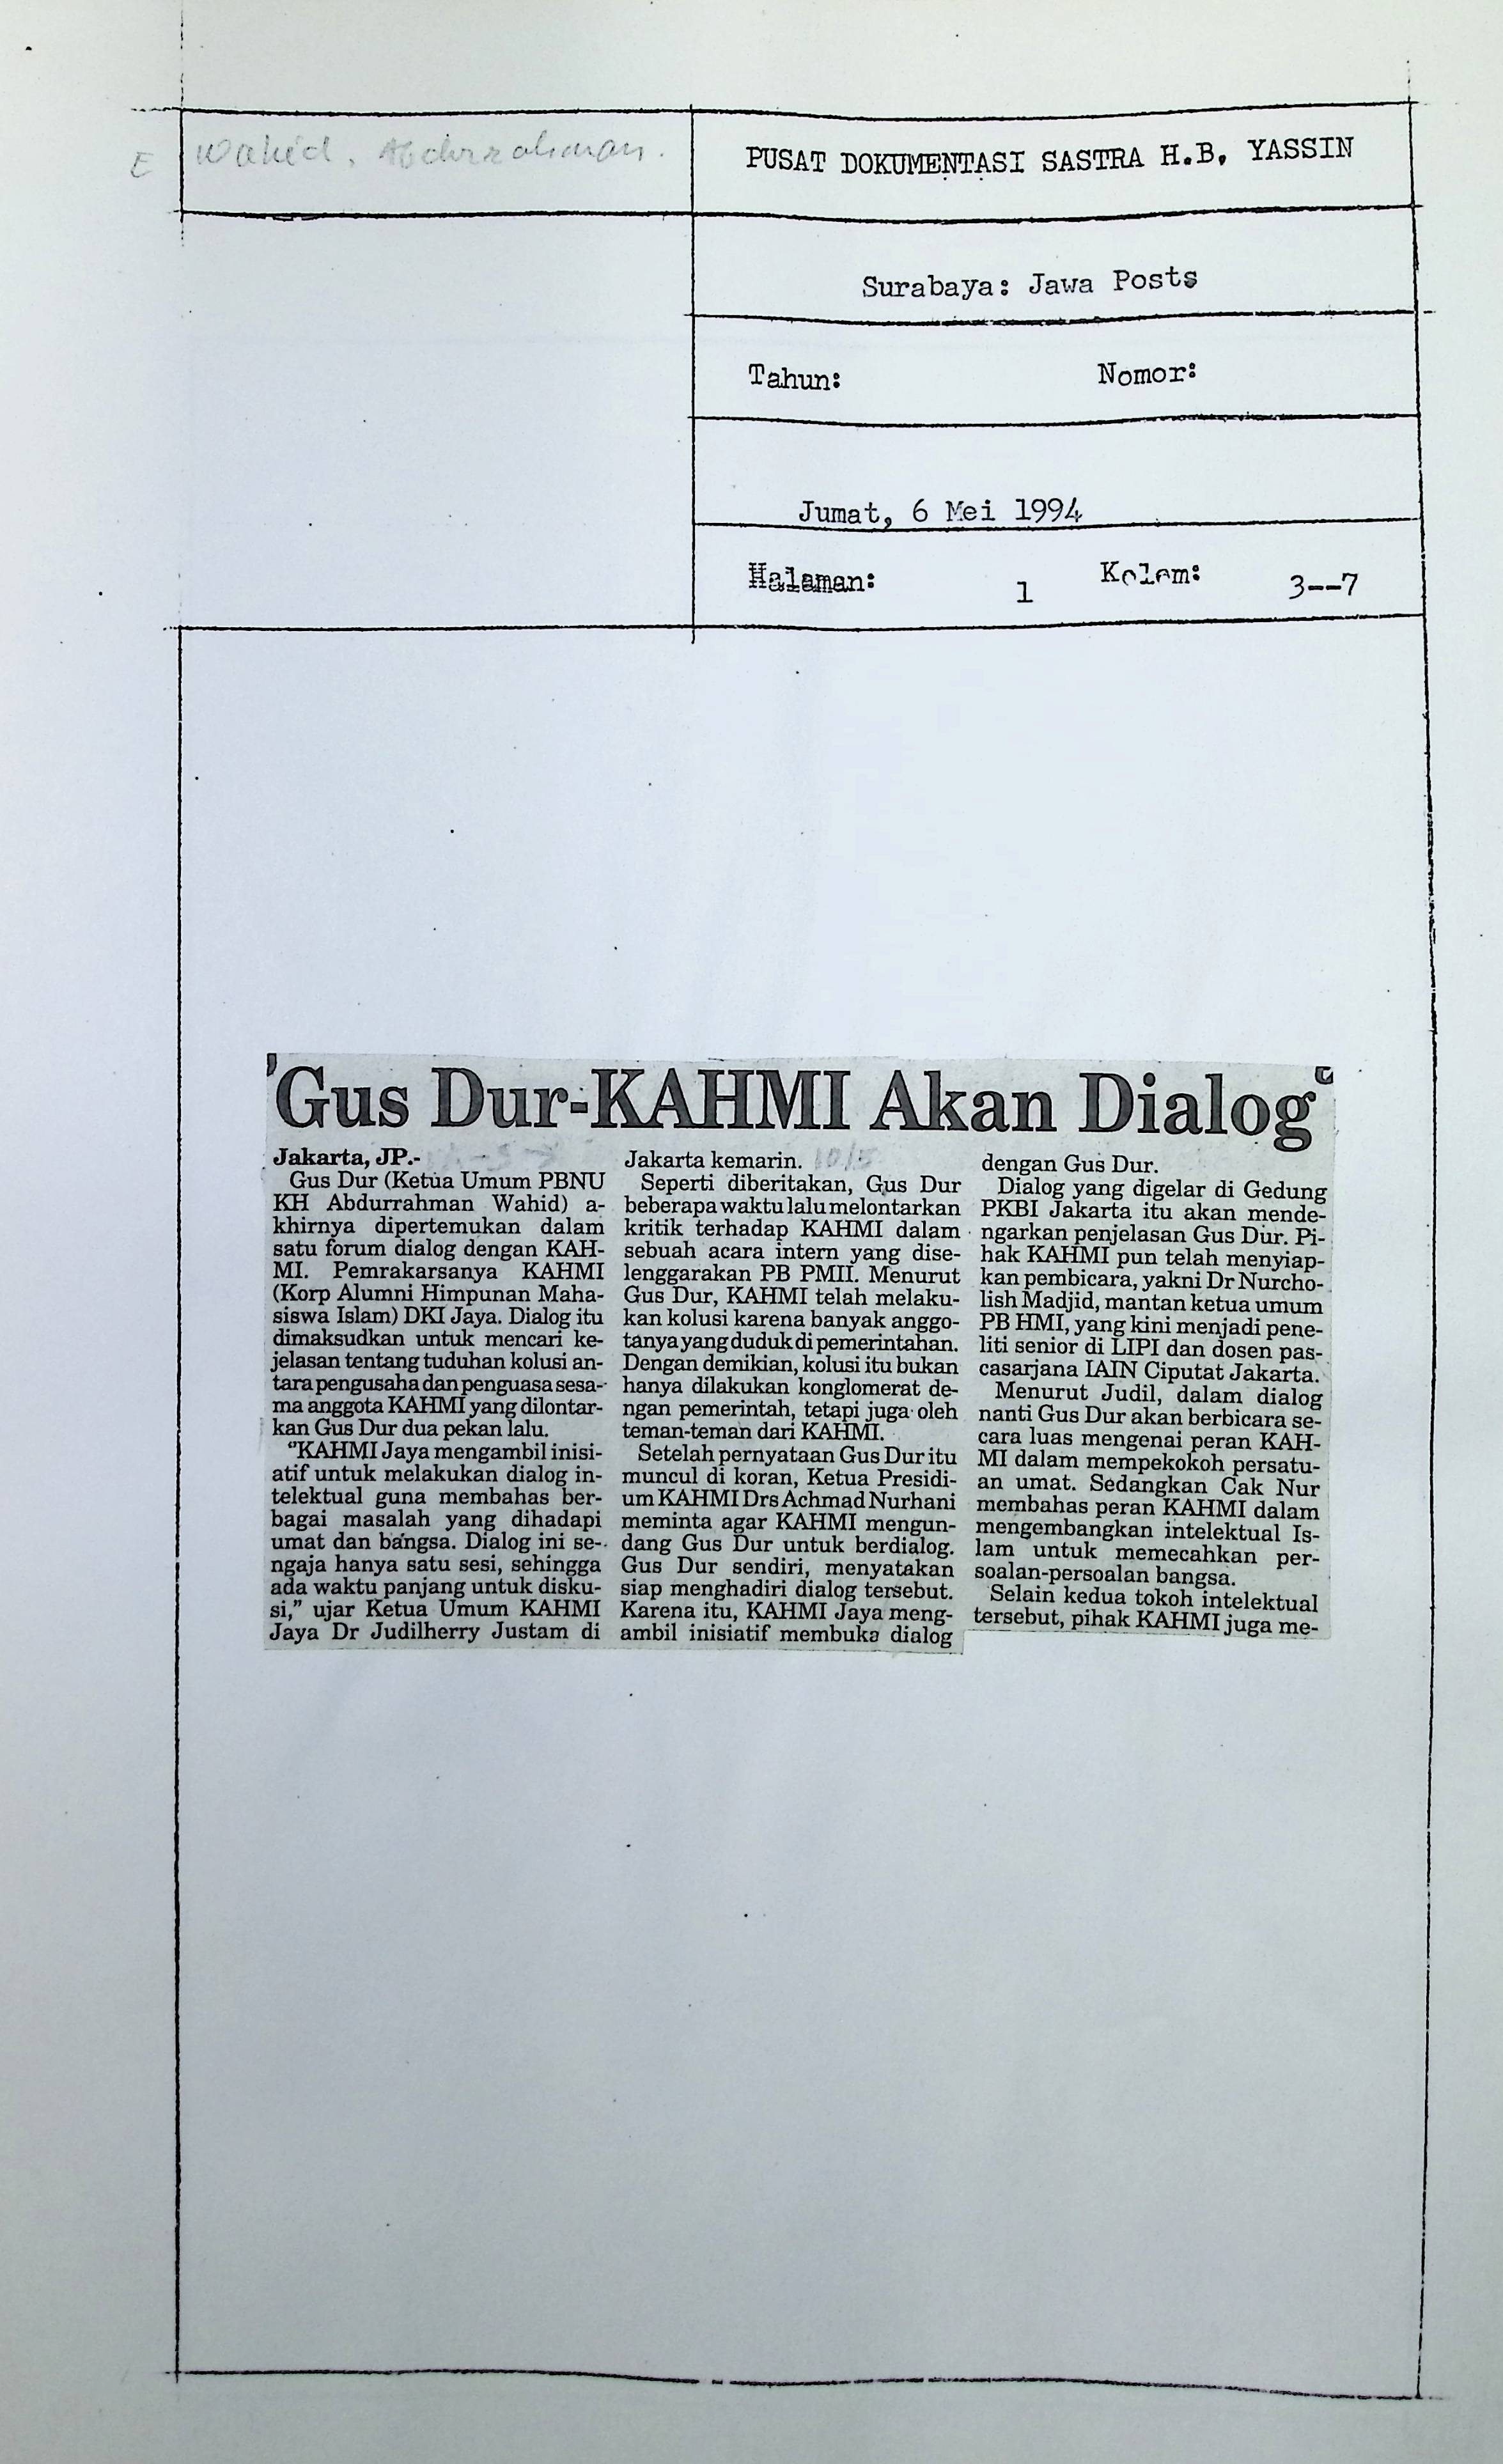 E
Wahid, Abdurrahman.
PUSAT DOKUMENTASI SASTRA H.B. YASSIN
Surabaya: Jawa Posts
Tahun: Nomor:
Jumat, 6 Mei 1994
Halaman: 1 Kolom: 3--7
Gus Dur-KAHMI Akan Dialog
Jakarta, JP.-
Gus Dur (Ketua Umum PBNU
KH Abdurrahman Wahid) a-
khirnya dipertemukan dalam
satu forum dialog dengan KAH-
MI. Pemrakarsanya KAHMI
(Korp Alumni Himpunan Maha-
siswa Islam) DKI Jaya. Dialog itu
dimaksudkan untuk mencari ke-
jelasan tentang tuduhan kolusi an-
tara pengusaha dan penguasa sesa-
ma anggota KAHMI yang dilontar-
kan Gus Dur dua pekan lalu.
"KAHMI Jaya mengambil inisi-
atif untuk melakukan dialog in-
telektual guna membahas ber-
bagai masalah yang dihadapi
umat dan bangsa. Dialog ini se-
ngaja hanya satu sesi, sehingga
ada waktu panjang untuk disku-
si," ujar Ketua Umum KAHMI
Jaya Dr Judilherry Justam di
Jakarta kemarin. 10/5
Seperti diberitakan, Gus Dur
beberapa waktu lalu melontarkan
kritik terhadap KAHMI dalam
sebuah acara intern yang dise-
lenggarakan PB PMII. Menurut
Gus Dur, KAHMI telah melaku-
kan kolusi karena banyak anggo-
tanya yang duduk di pemerintahan.
Dengan demikian, kolusi itu bukan
hanya dilakukan konglomerat de-
ngan pemerintah, tetapi juga oleh
teman-teman dari KAHMI.
Setelah pernyataan Gus Dur itu
muncul di koran, Ketua Presidi-
um KAHMI Drs Achmad Nurhani
meminta agar KAHMI mengun-
dang Gus Dur untuk berdialog.
Gus Dur sendiri, menyatakan
siap menghadiri dialog tersebut.
Karena itu, KAHMI Jaya meng-
ambil inisiatif membuka dialog
dengan Gus Dur.
Dialog yang digelar di Gedung
PKBI Jakarta itu akan mende-
ngarkan penjelasan Gus Dur. Pi-
hak KAHMI pun telah menyiap-
kan pembicara, yakni Dr Nurcho-
lish Madjid, mantan ketua umum
PB HMI, yang kini menjadi pene-
liti senior di LIPI dan dosen pas-
casarjana IAIN Ciputat Jakarta.
Menurut Judil, dalam dialog
nanti Gus Dur akan berbicara se-
cara luas mengenai peran KAH-
MI dalam mempekokoh persatu-
an umat. Sedangkan Cak Nur
membahas peran KAHMI dalam
mengembangkan intelektual Is-
lam untuk memecahkan per-
soalan-persoalan bangsa.
Selain kedua tokoh intelektual
tersebut, pihak KAHMI juga me-